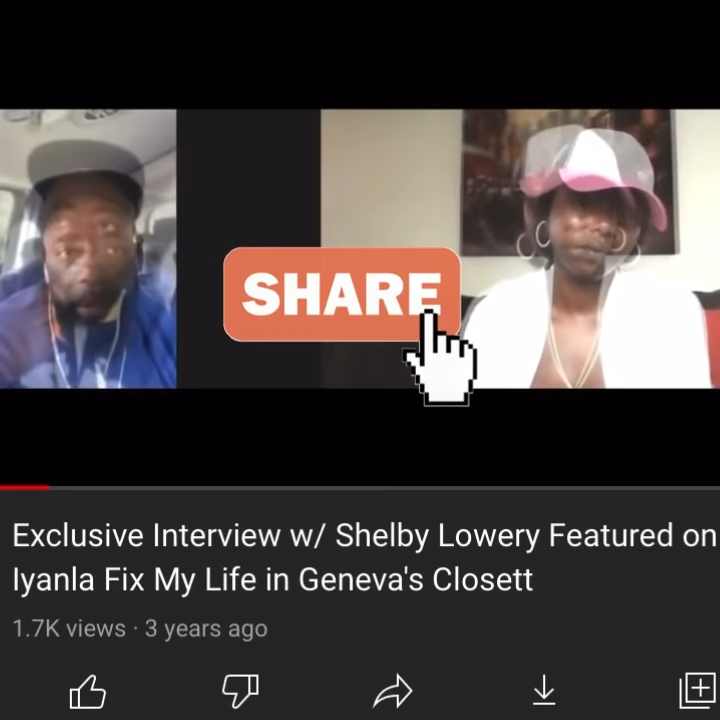 SHARE
Exclusive Interview w/ Shelby Lowery Featured on
Iyanla Fix My Life in Geneva's Closett
1.7K views · 3 years ago